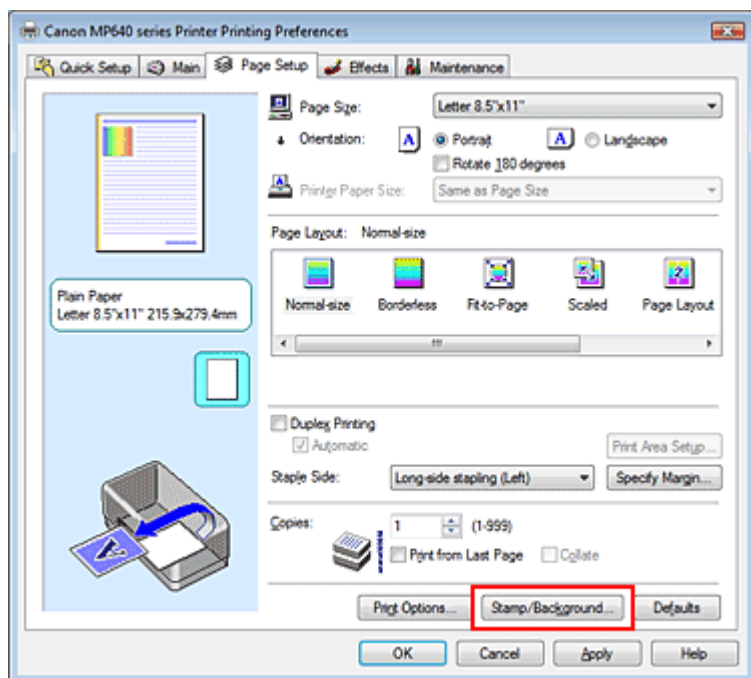 Canon MP640 series Printer Printing Preferences
Quick Setup Main Page Setup Effects Maintenance
Page Size: Letter 8.5"x11"
Orientation: A Portrait A Landscape
Rotate 180 degrees
Printer Paper Size: Same as Page Size
Page Layout: Normal-size
Normal-size Borderless Fit-to-Page Scaled Page Layout
Plain Paper
Letter 8.5"x11" 215.9x279.4mm
Duplex Printing
Automatic Print Area Setup...
Staple Side: Long-side stapling (Left) Specify Margin...
Copies: 1 (1-999)
Print from Last Page Collate
Print Options... Stamp/Background... Defaults
OK Cancel Apply Help